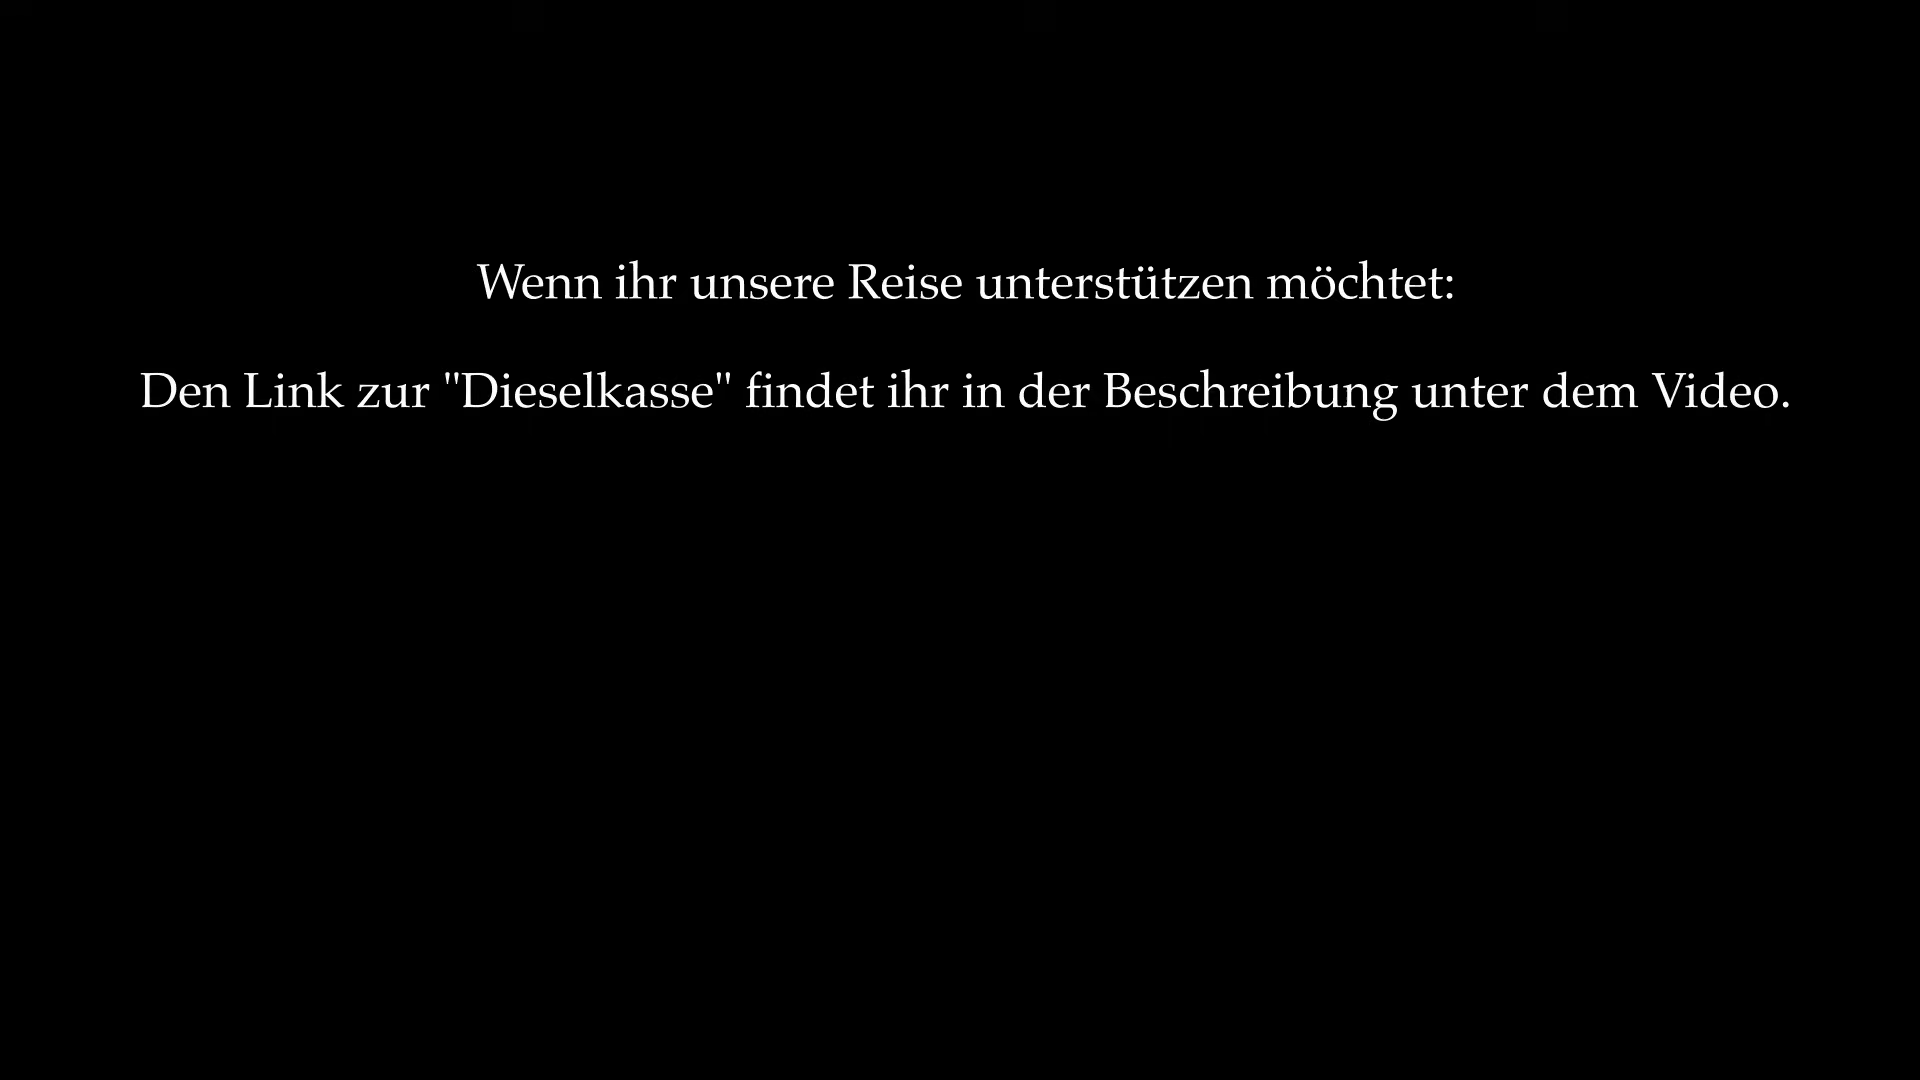 Wenn ihr unsere Reise unterstützen möchtet:
Den Link zur "Dieselkasse" findet ihr in der Beschreibung unter dem Video.